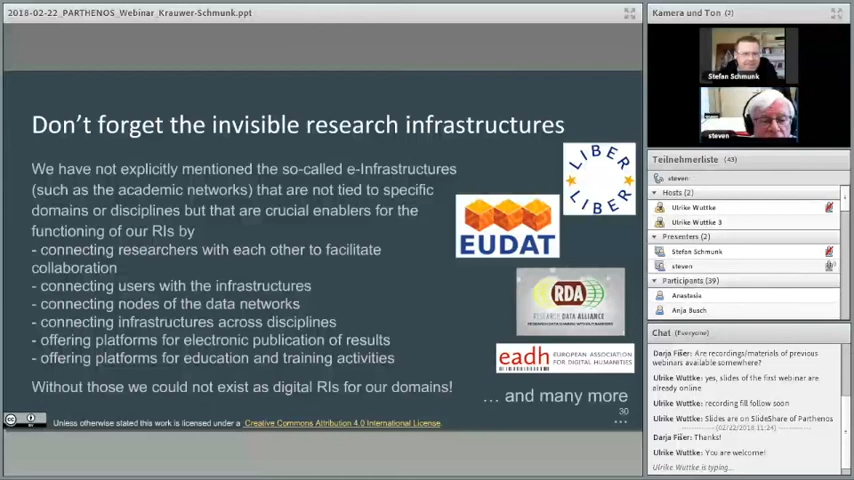 2018-02-22_PARTHENOS_Webinar_Krauwer-Schmunk.ppt
Don't forget the invisible research infrastructures
We have not explicitly mentioned the so-called e-Infrastructures
(such as the academic networks) that are not tied to specific
domains or disciplines but that are crucial enablers for the
functioning of our RIs by
- connecting researchers with each other to facilitate
collaboration
- connecting users with the infrastructures
- connecting nodes of the data networks
- connecting infrastructures across disciplines
- offering platforms for electronic publication of results
- offering platforms for education and training activities
Without those we could not exist as digital RIs for our domains!
LIBER
LIBER
EUDAT
RDA
RESEARCH DATA ALLIANCE
eadh EUROPEAN ASSOCIATION
FOR DIGITAL HUMANITIES
... and many more
30
cc
Unless otherwise stated this work is licensed under a Creative Commons Attribution 4.0 International License.
Kamera und Ton (2)
Stefan Schmunk
steven
Teilnehmerliste (43)
steven
Hosts (2)
Ulrike Wuttke
Ulrike Wuttke 3
Presenters (2)
Stefan Schmunk
steven
Participants (39)
Anastasia
Anja Busch
Chat (Everyone)
Darja Fišer: Are recordings/materials of previous
webinars available somewhere?
Ulrike Wuttke: yes, slides of the first webinar are
already online
Ulrike Wuttke: recording fill follow soon
Ulrike Wuttke: Slides are on SlideShare of Parthenos
(02/22/2018 11:24)
Darja Fišer: Thanks!
Ulrike Wuttke: You are welcome!
Ulrike Wuttke is typing...